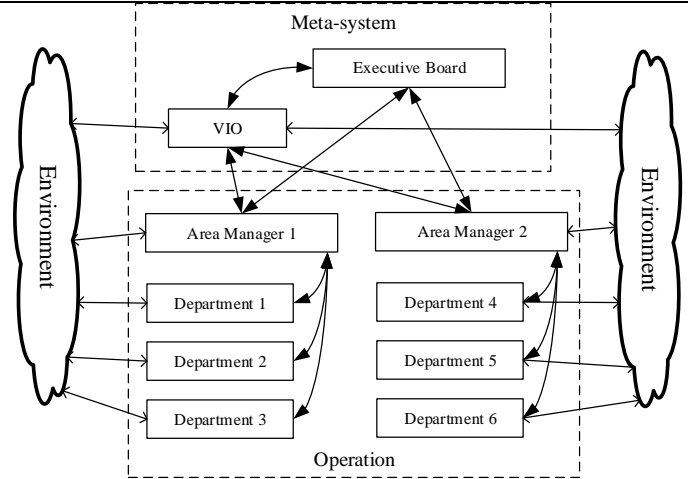 Meta-system
Executive Board
VIO
Environment
Environment
Area Manager 1
Area Manager 2
Department 1
Department 4
Department 2
Department 5
Department 3
Department 6
Operation